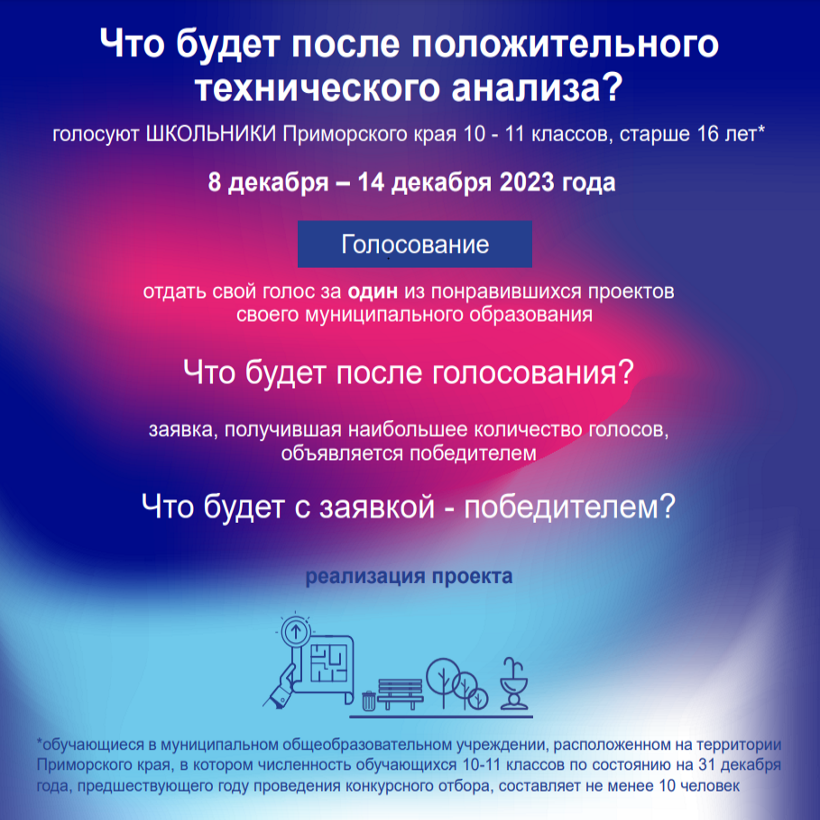 Что будет после положительного
технического анализа?
голосуют ШКОЛЬНИКИ Приморского края 10 - 11 классов, старше 16 лет*
8 декабря – 14 декабря 2023 года
Голосование
отдать свой голос за один из понравившихся проектов
своего муниципального образования
Что будет после голосования?
заявка, получившая наибольшее количество голосов,
объявляется победителем
Что будет с заявкой - победителем?
реализация проекта
*обучающиеся в муниципальном общеобразовательном учреждении, расположенном на территории
Приморского края, в котором численность обучающихся 10-11 классов по состоянию на 31 декабря
года, предшествующего году проведения конкурсного отбора, составляет не менее 10 человек